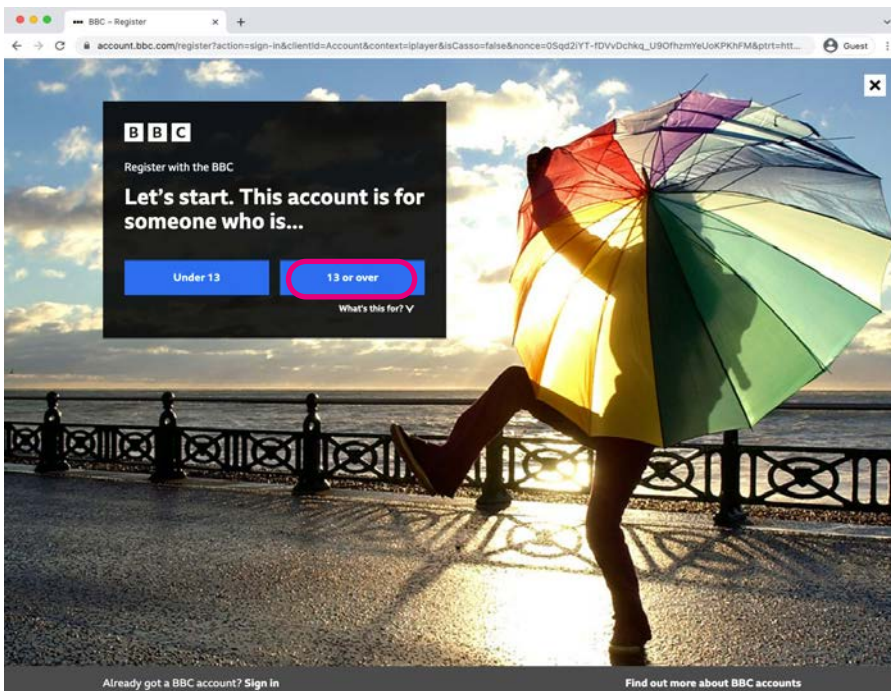 BBC – Register
account.bbc.com/register?action=sign-in&clientId=Account&context=iplayer&isCasso=false&nonce=0Sqd2iYT-fDVvDchkq_U9OfhzmYeUoKPKhFM&ptrt=htt...
Guest
BBC
Register with the BBC
Let's start. This account is for
someone who is...
Under 13
13 or over
What's this for?
Already got a BBC account? Sign in
Find out more about BBC accounts